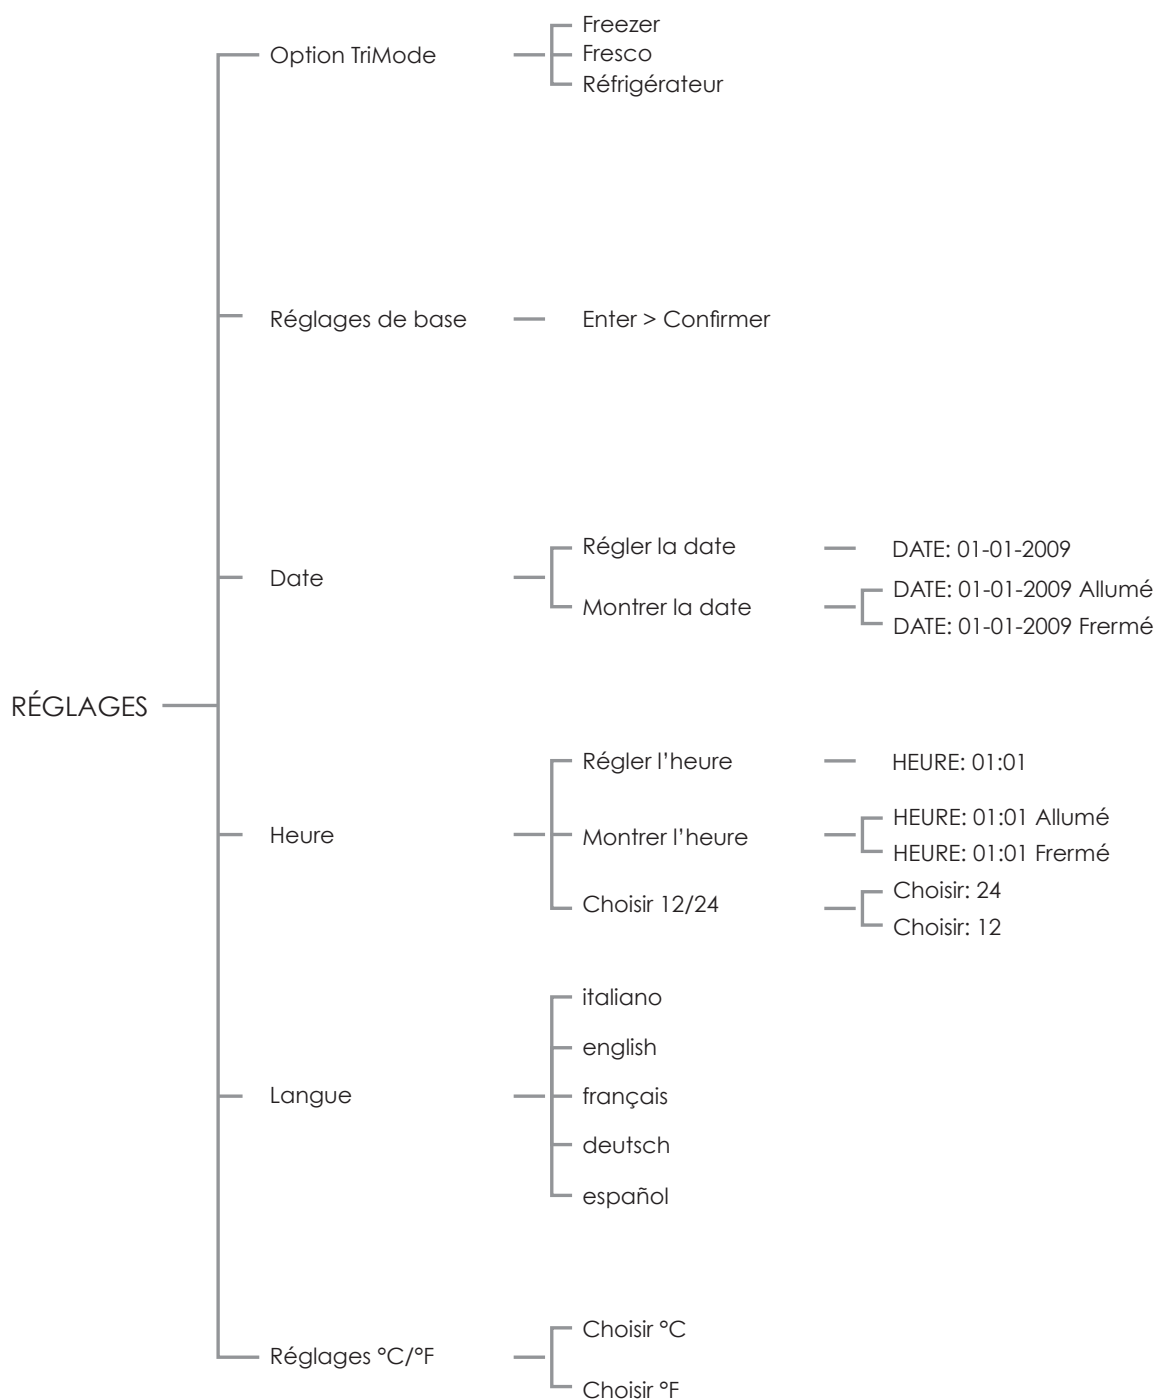 Option TriMode
Freezer
Fresco
Réfrigérateur
Réglages de base
Enter > Confirmer
Date
Régler la date
DATE: 01-01-2009
Montrer la date
DATE: 01-01-2009 Allumé
DATE: 01-01-2009 Frermé
RÉGLAGES
Heure
Régler l'heure
HEURE: 01:01
Montrer l'heure
HEURE: 01:01 Allumé
HEURE: 01:01 Frermé
Choisir 12/24
Choisir: 24
Choisir: 12
Langue
italiano
english
français
deutsch
español
Réglages °C/°F
Choisir °C
Choisir °F